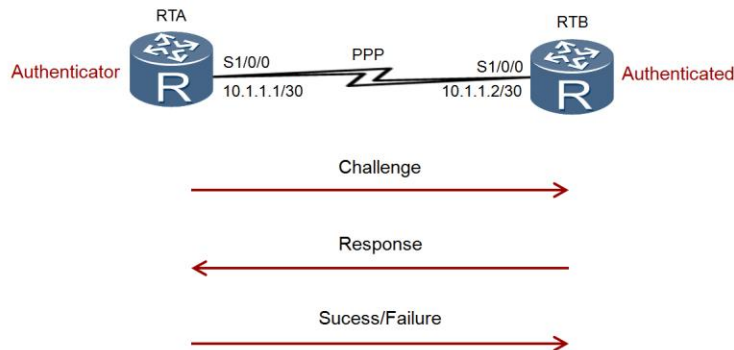 RTA
RTB
S1/0/0
PPP
S1/0/0
Authenticator
R
R
Authenticated
10.1.1.1/30
10.1.1.2/30
Challenge
Response
Sucess/Failure